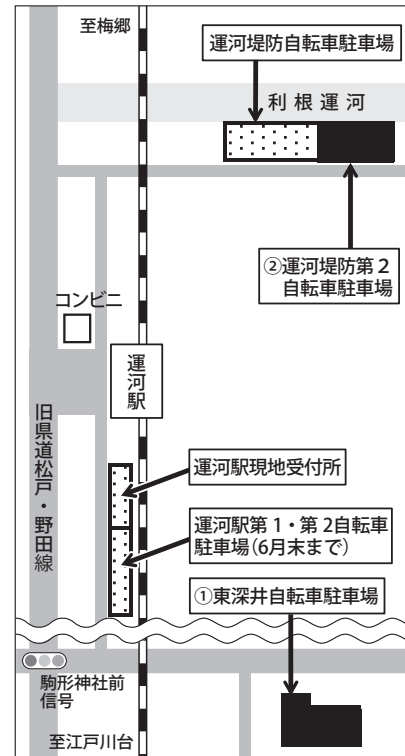 至梅郷
運河堤防自転車駐車場
利根運河
②運河堤防第2
自転車駐車場
コンビニ
運河駅
旧県道松戸・野田線
運河駅現地受付所
運河駅第1・第2自転車
駐車場(6月末まで)
①東深井自転車駐車場
駒形神社前
信号
至江戸川台